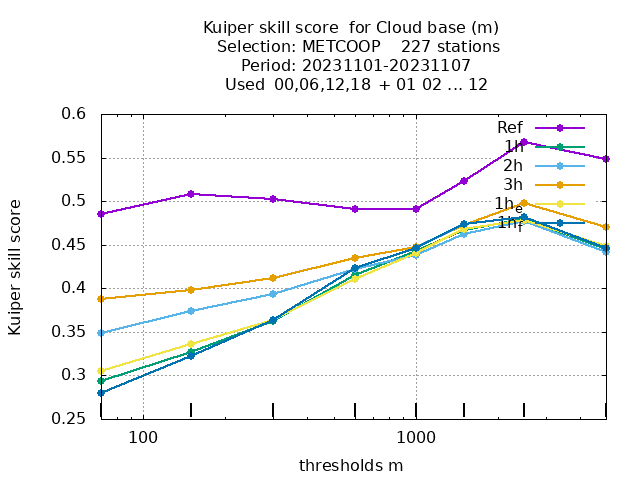 Kuiper skill score for Cloud base (m)
Selection: METCOOP 227 stations
Period: 20231101-20231107
Used 00,06,12,18 + 01 02 ... 12
Ref
1h
2h
3h
1h_e
1h_f
Kuiper skill score
0.6
0.55
0.5
0.45
0.4
0.35
0.3
0.25
100
1000
thresholds m